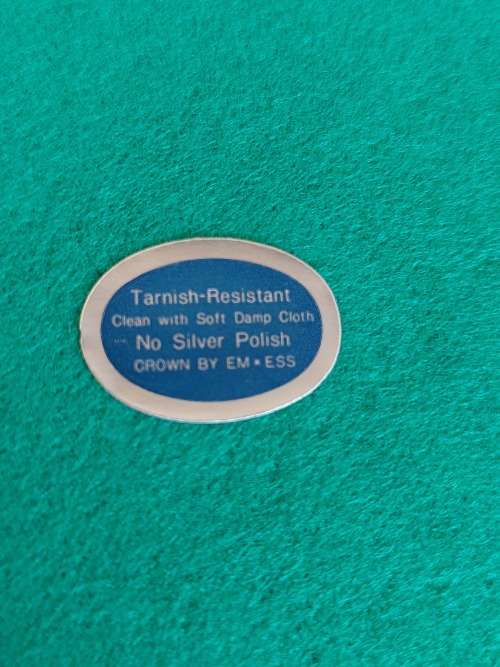 Tarnish-Resistant
Clean with Soft Damp Cloth
No Silver Polish
CROWN BY EM▪ESS